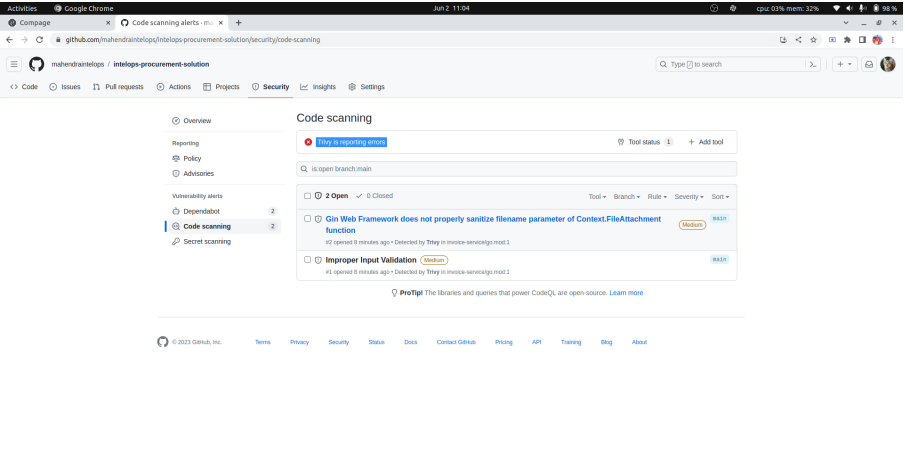 Activities Google Chrome Jun 2 11:04 cpu: 03% mem: 32% 98 %
Compage × Code scanning alerts · ma × +
github.com/mahendraintelops/intelops-procurement-solution/security/code-scanning
mahendraintelops / intelops-procurement-solution Type / to search
Code Issues Pull requests Actions Projects Security Insights Settings
Overview
Reporting
Policy
Advisories
Vulnerability alerts
Dependabot 2
Code scanning 2
Secret scanning
Code scanning
Trivy is reporting errors Tool status 1 + Add tool
is:open branch:main
2 Open 0 Closed Tool Branch Rule Severity Sort
Gin Web Framework does not properly sanitize filename parameter of Context.FileAttachment
function Medium main
#2 opened 8 minutes ago • Detected by Trivy in invoice-service/go.mod:1
Improper Input Validation Medium main
#1 opened 8 minutes ago • Detected by Trivy in invoice-service/go.mod:1
ProTip! The libraries and queries that power CodeQL are open-source. Learn more
© 2023 GitHub, Inc. Terms Privacy Security Status Docs Contact GitHub Pricing API Training Blog About